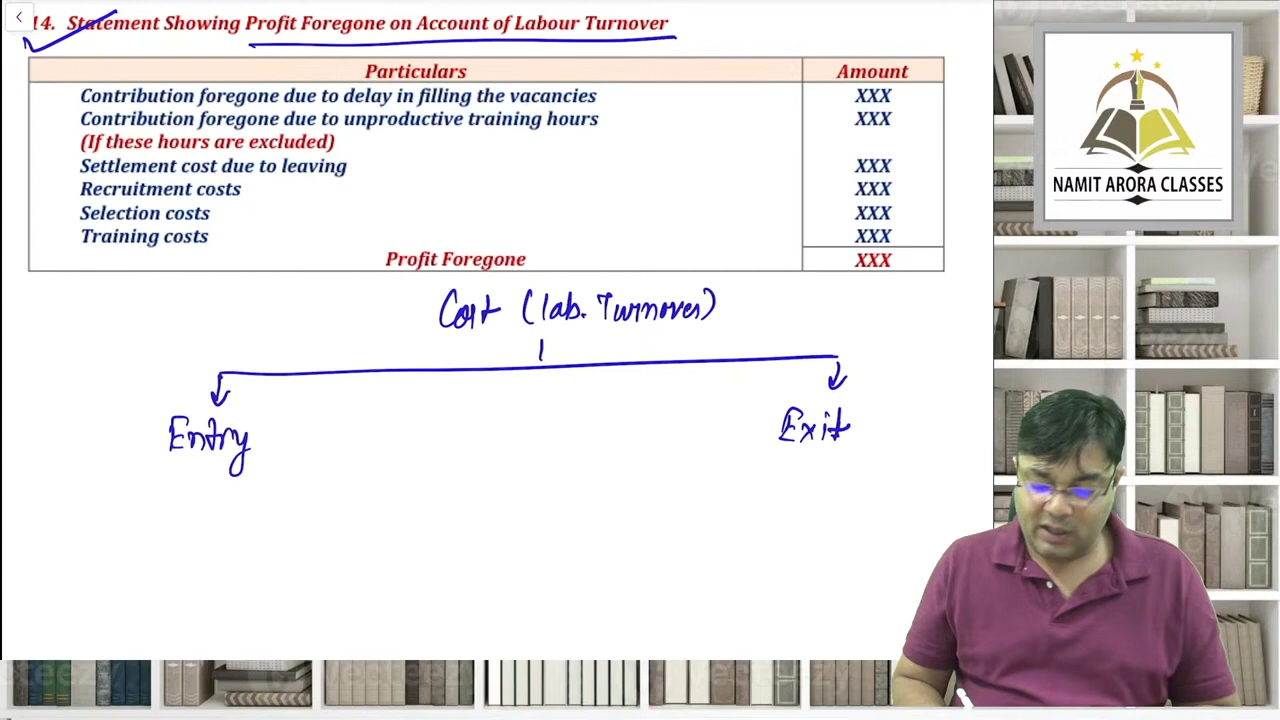 14. Statement Showing Profit Foregone on Account of Labour Turnover
Particulars Amount
Contribution foregone due to delay in filling the vacancies XXX
Contribution foregone due to unproductive training hours XXX
(If these hours are excluded)
Settlement cost due to leaving XXX
Recruitment costs XXX
Selection costs XXX
Training costs XXX
Profit Foregone XXX
NAMIT ARORA CLASSES
Cost (lab. Turnover)
Entry Exit